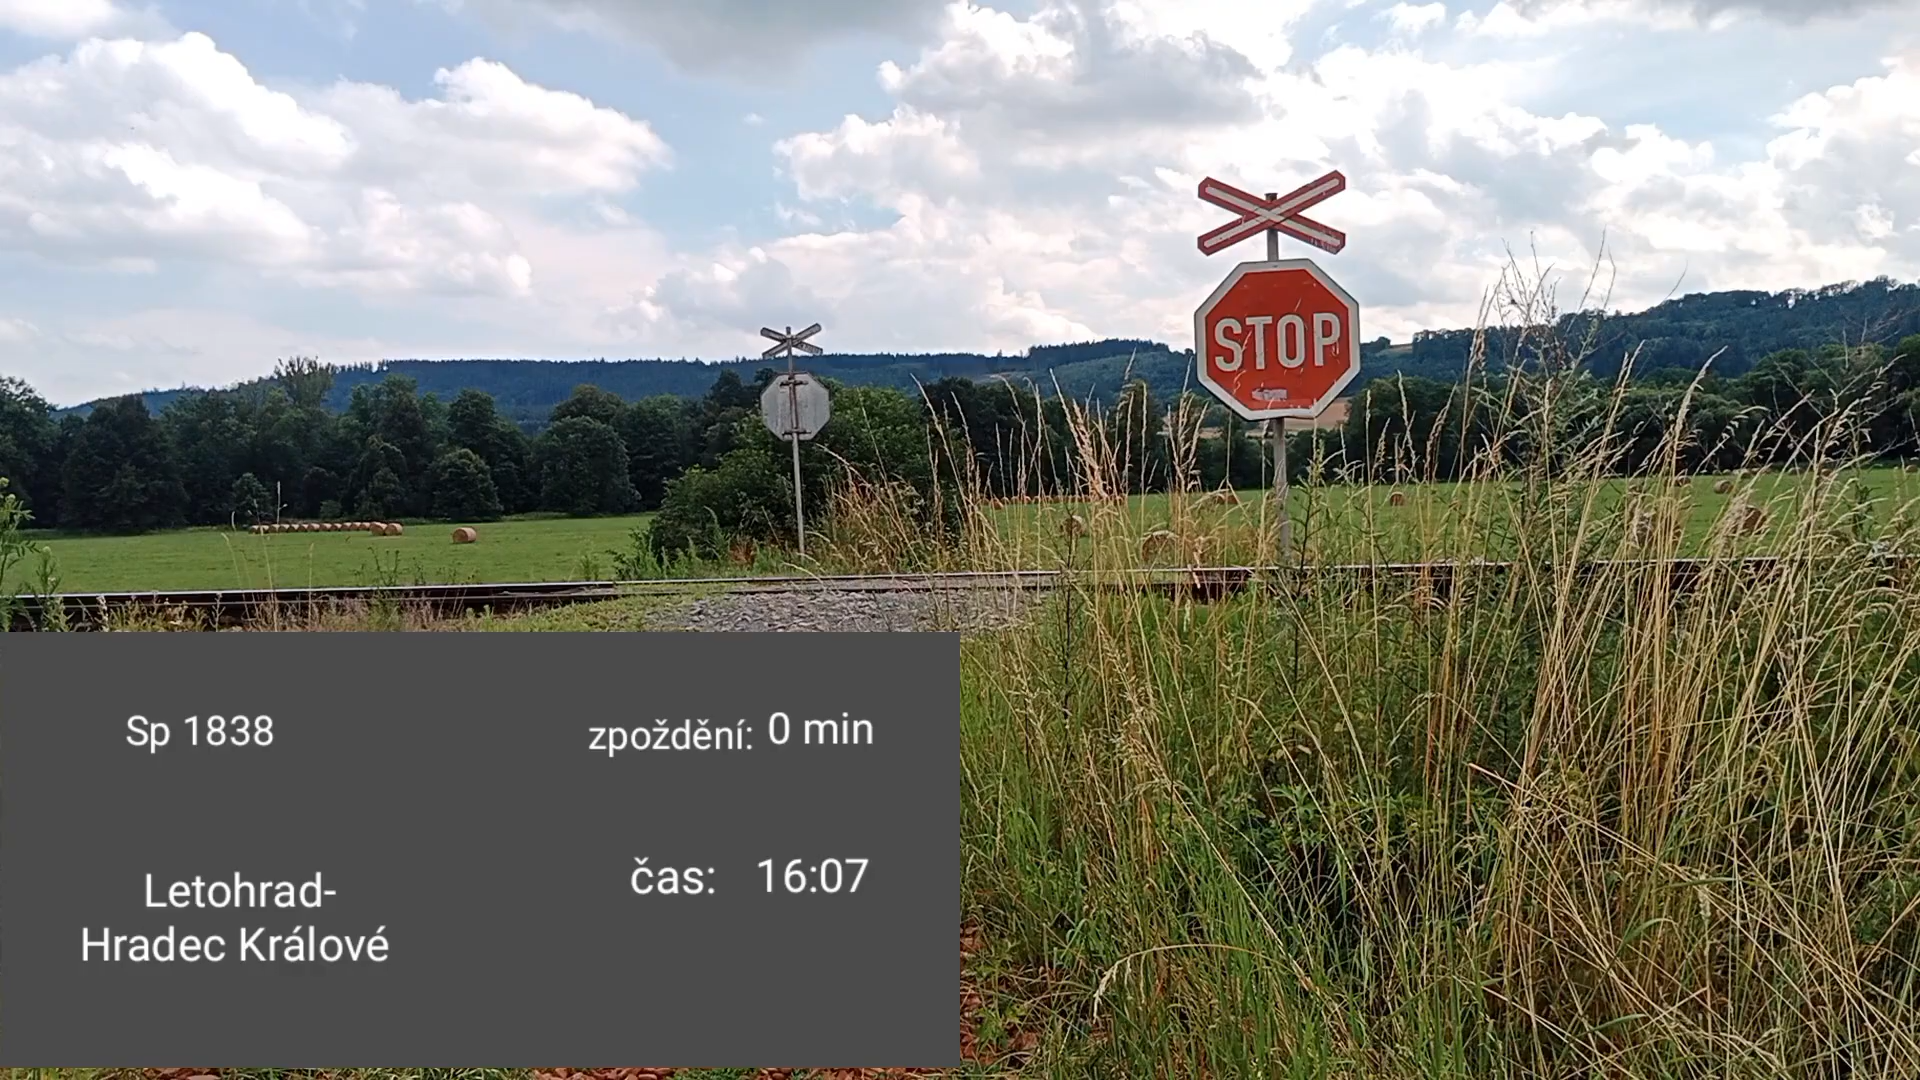 STOP
Sp 1838
zpoždění: 0 min
čas: 16:07
Letohrad-
Hradec Králové